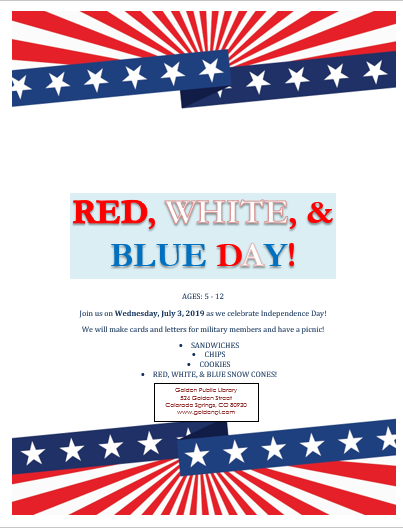 RED, WHITE, &
BLUE DAY!
AGES: 5 - 12
Join us on Wednesday, July 3, 2019 as we celebrate Independence Day!
We will make cards and letters for military members and have a picnic!
• SANDWICHES
• CHIPS
• COOKIES
• RED, WHITE, & BLUE SNOW CONES!
Golden Public Library
536 Golden Street
Colorado Springs, CO 80920
www.goldenpl.com